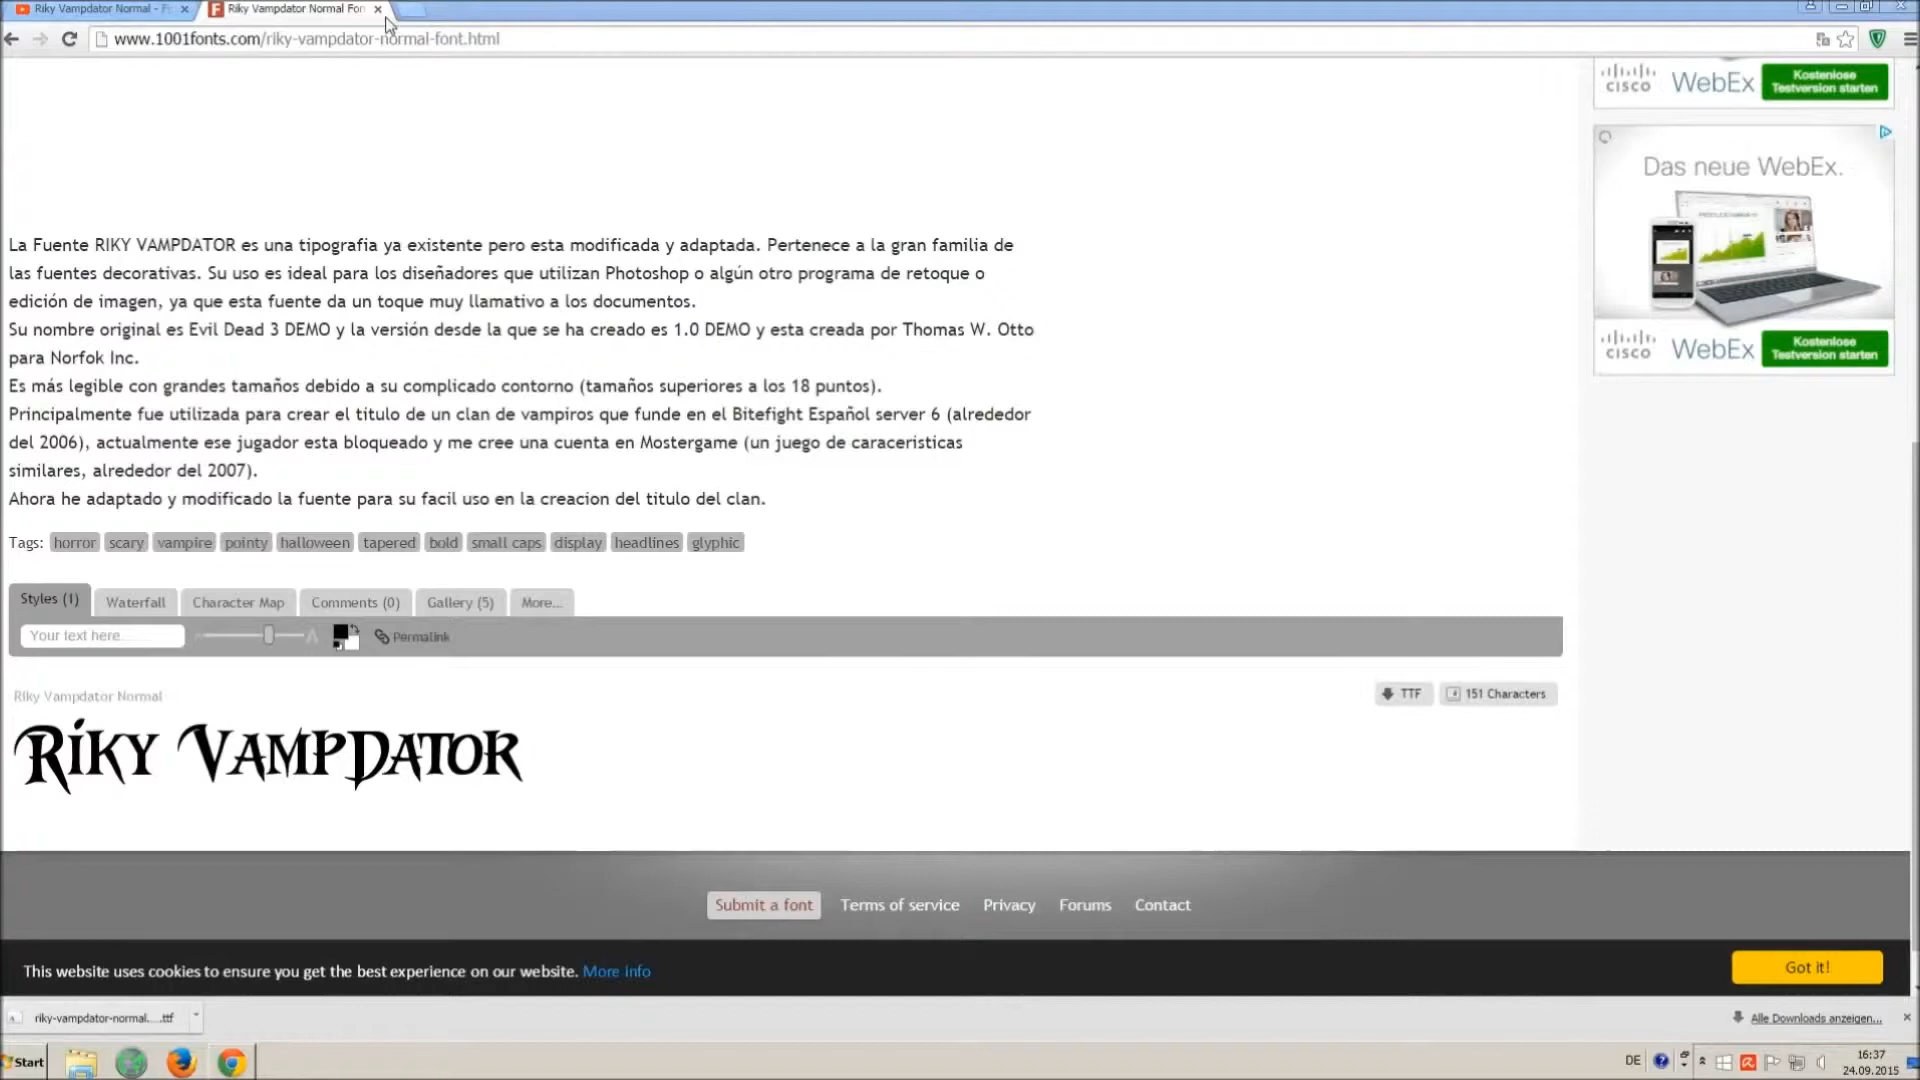 Riky Vampdator Normal -
Riky Vampdator Normal Fon
www.1001fonts.com/riky-vampdator-normal-font.html
CISCO WebEx Kostenlose
Testversion starten
Das neue WebEx.
CISCO WebEx Kostenlose
Testversion starten
La Fuente RIKY VAMPDATOR es una tipografia ya existente pero esta modificada y adaptada. Pertenece a la gran familia de
las fuentes decorativas. Su uso es ideal para los diseñadores que utilizan Photoshop o algún otro programa de retoque o
edición de imagen, ya que esta fuente da un toque muy llamativo a los documentos.
Su nombre original es Evil Dead 3 DEMO y la versión desde la que se ha creado es 1.0 DEMO y esta creada por Thomas W. Otto
para Norfok Inc.
Es más legible con grandes tamaños debido a su complicado contorno (tamaños superiores a los 18 puntos).
Principalmente fue utilizada para crear el titulo de un clan de vampiros que funde en el Bitefight Español server 6 (alrededor
del 2006), actualmente ese jugador esta bloqueado y me cree una cuenta en Mostergame (un juego de caraceristicas
similares, alrededor del 2007).
Ahora he adaptado y modificado la fuente para su facil uso en la creacion del titulo del clan.
Tags: horror scary vampire pointy halloween tapered bold small caps display headlines glyphic
Styles (1) Waterfall Character Map Comments (0) Gallery (5) More...
Your text here... Permalink
Riky Vampdator Normal TTF 151 Characters
RiKY VAMPDATOR
Submit a font Terms of service Privacy Forums Contact
This website uses cookies to ensure you get the best experience on our website. More info Got it!
riky-vampdator-normal....ttf Alle Downloads anzeigen...
Start DE 16:37
24.09.2015